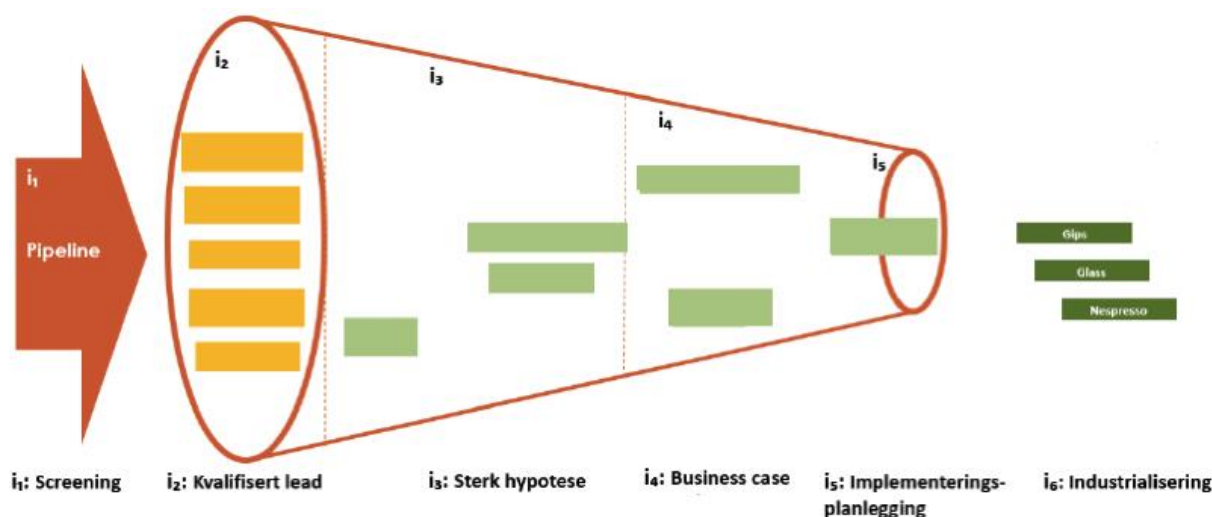 i₂
i₃
i₄
i₅
i₁
Pipeline
Gips
Glass
Nespresso
i₁: Screening
i₂: Kvalifisert lead
i₃: Sterk hypotese
i₄: Business case
i₅: Implementerings-
planlegging
i₆: Industrialisering